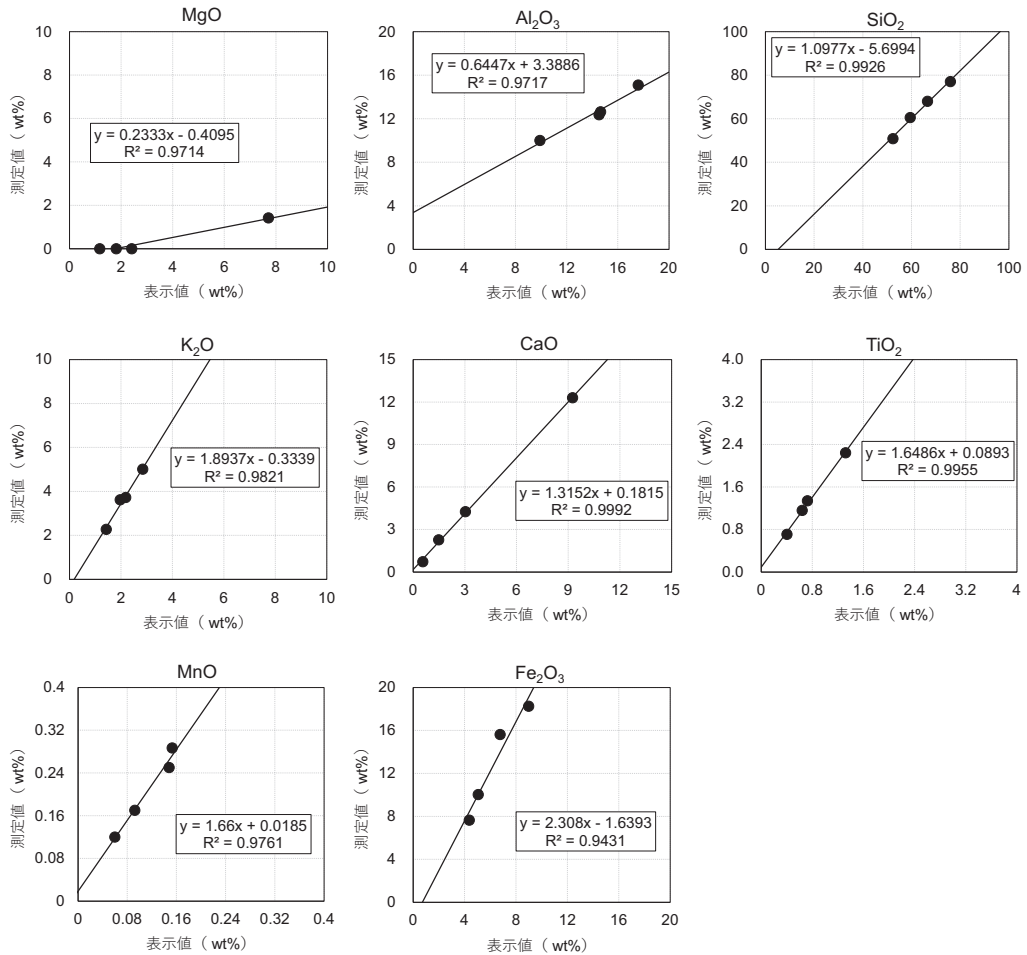 MgO
10
8
6
4
2
0
測定値（ wt%）
y = 0.2333x - 0.4095
R² = 0.9714
0 2 4 6 8 10
表示値（ wt%）
Al₂O₃
20
16
12
8
4
0
測定値（ wt%）
y = 0.6447x + 3.3886
R² = 0.9717
0 4 8 12 16 20
表示値（ wt%）
SiO₂
100
80
60
40
20
0
測定値（ wt%）
y = 1.0977x - 5.6994
R² = 0.9926
0 20 40 60 80 100
表示値（ wt%）
K₂O
10
8
6
4
2
0
測定値（ wt%）
y = 1.8937x - 0.3339
R² = 0.9821
0 2 4 6 8 10
表示値（ wt%）
CaO
15
12
9
6
3
0
測定値（ wt%）
y = 1.3152x + 0.1815
R² = 0.9992
0 3 6 9 12 15
表示値（ wt%）
TiO₂
4.0
3.2
2.4
1.6
0.8
0.0
測定値（ wt%）
y = 1.6486x + 0.0893
R² = 0.9955
0 0.8 1.6 2.4 3.2 4
表示値（ wt%）
MnO
0.4
0.32
0.24
0.16
0.08
0
測定値（ wt%）
y = 1.66x + 0.0185
R² = 0.9761
0 0.08 0.16 0.24 0.32 0.4
表示値（ wt%）
Fe₂O₃
20
16
12
8
4
0
測定値（ wt%）
y = 2.308x - 1.6393
R² = 0.9431
0 4 8 12 16 20
表示値（ wt%）